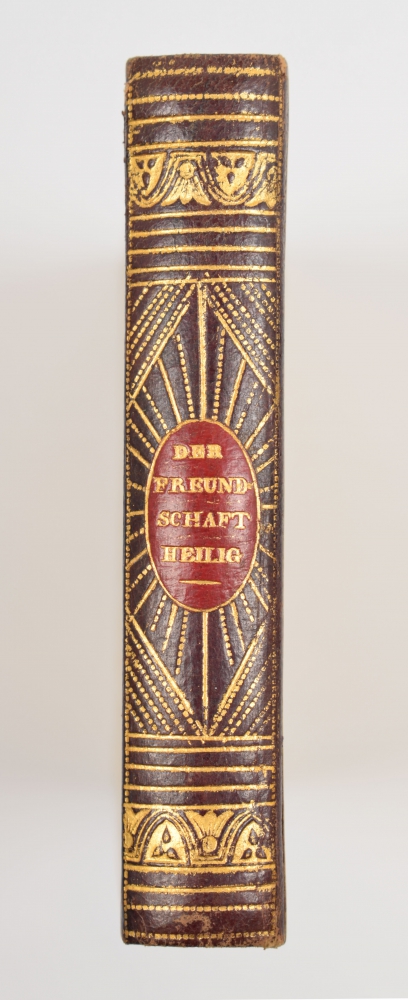 DER
FREUND-
SCHAFT
HEILIG